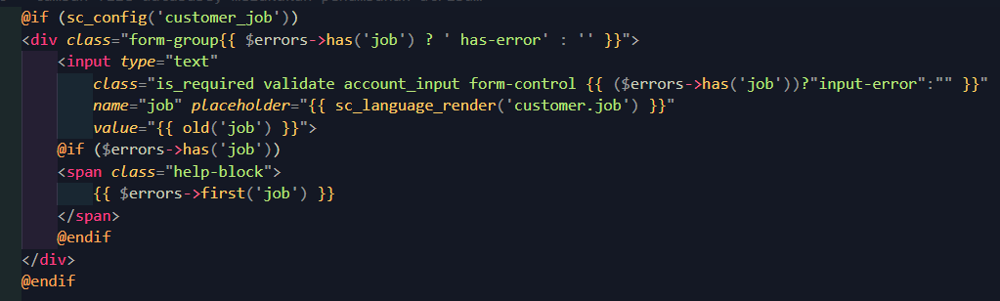 @if (sc_config('customer_job'))
<div class="form-group{{ $errors->has('job') ? ' has-error' : '' }}">
<input type="text"
class="is_required validate account_input form-control {{ ($errors->has('job'))?"input-error":"" }}"
name="job" placeholder="{{ sc_language_render('customer.job') }}"
value="{{ old('job') }}">
@if ($errors->has('job'))
<span class="help-block">
{{ $errors->first('job') }}
</span>
@endif
</div>
@endif